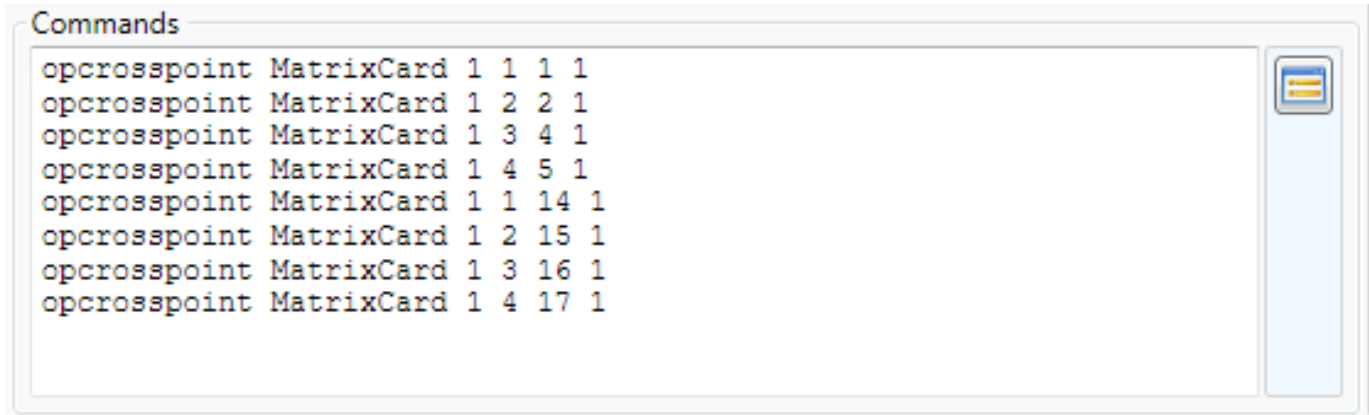 Commands
opcrosspoint MatrixCard 1 1 1 1
opcrosspoint MatrixCard 1 2 2 1
opcrosspoint MatrixCard 1 3 4 1
opcrosspoint MatrixCard 1 4 5 1
opcrosspoint MatrixCard 1 1 14 1
opcrosspoint MatrixCard 1 2 15 1
opcrosspoint MatrixCard 1 3 16 1
opcrosspoint MatrixCard 1 4 17 1